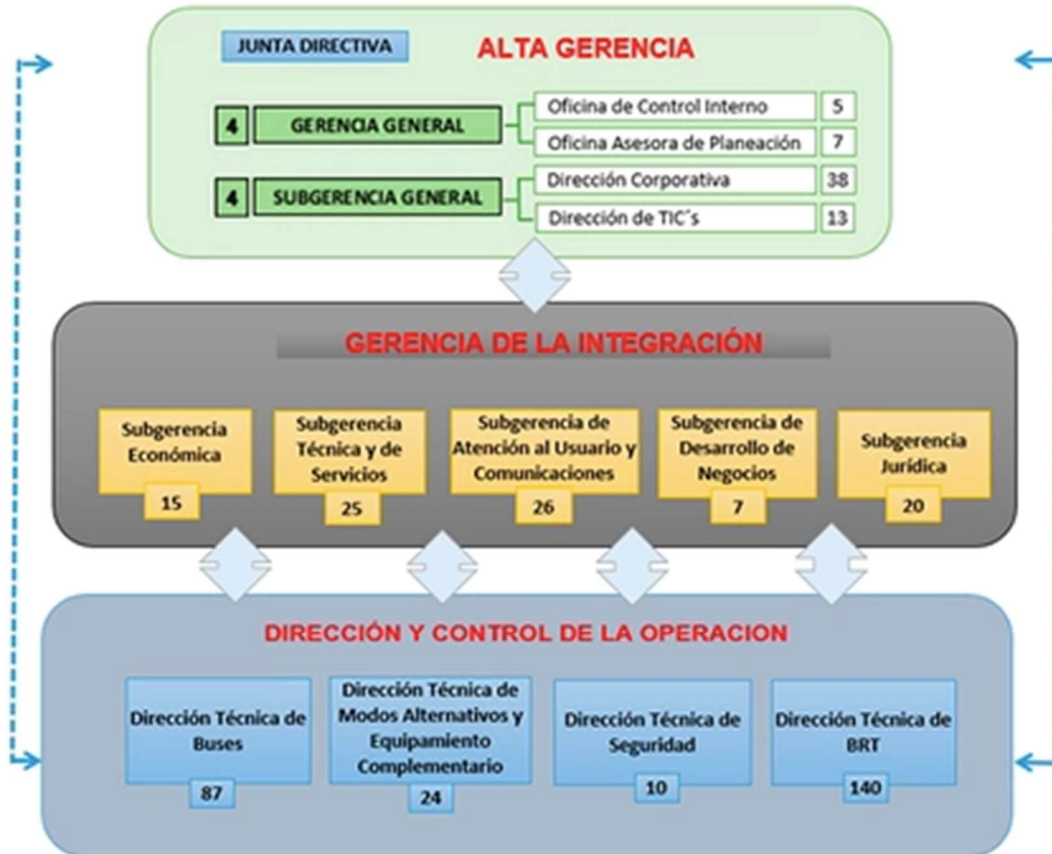 JUNTA DIRECTIVA
ALTA GERENCIA
4
GERENCIA GENERAL
Oficina de Control Interno
5
Oficina Asesora de Planeación
7
4
SUBGERENCIA GENERAL
Dirección Corporativa
38
Dirección de TIC´s
13
GERENCIA DE LA INTEGRACIÓN
Subgerencia
Económica
15
Subgerencia
Técnica y de
Servicios
25
Subgerencia de
Atención al Usuario y
Comunicaciones
26
Subgerencia de
Desarrollo de
Negocios
7
Subgerencia
Jurídica
20
DIRECCIÓN Y CONTROL DE LA OPERACION
Dirección Técnica de
Buses
87
Dirección Técnica de
Modos Alternativos y
Equipamiento
Complementario
24
Dirección Técnica de
Seguridad
10
Dirección Técnica de
BRT
140